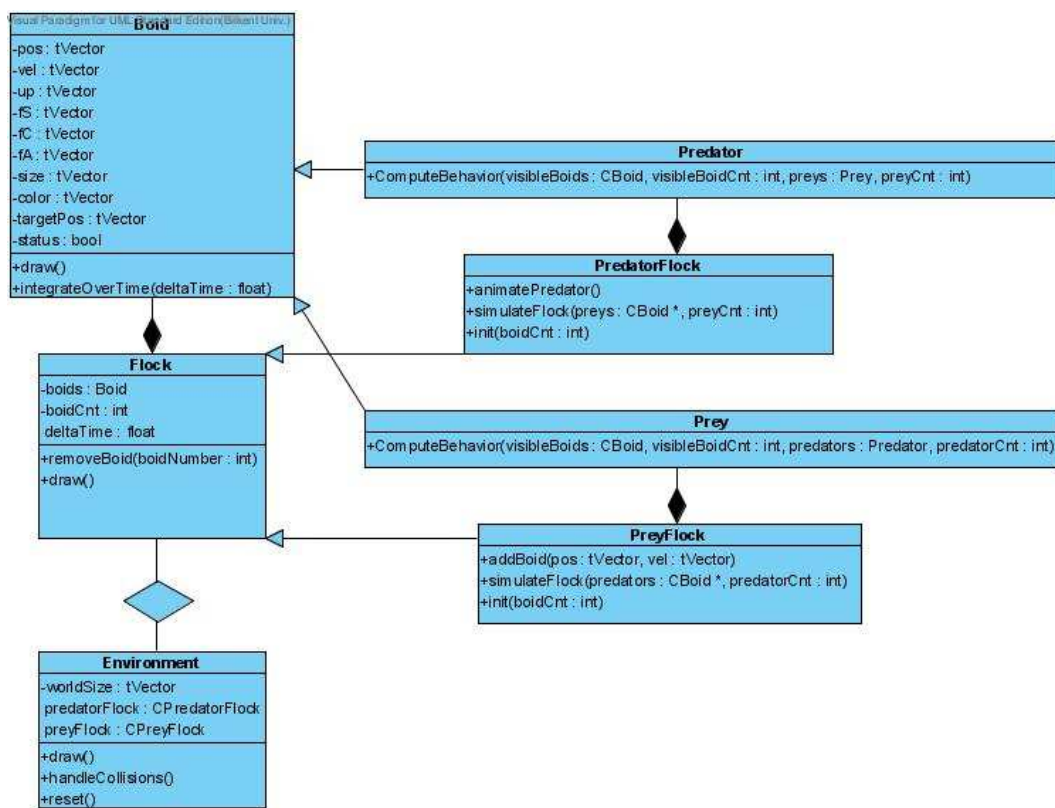 Visual Paradigm for UML Standard Edition(Bilkent Univ.)
Boid
-pos : tVector
-vel : tVector
-up : tVector
-fS : tVector
-fC : tVector
-fA : tVector
-size : tVector
-color : tVector
-targetPos : tVector
-status : bool
+draw()
+integrateOverTime(deltaTime : float)
Predator
+ComputeBehavior(visibleBoids : CBoid, visibleBoidCnt : int, preys : Prey, preyCnt : int)
PredatorFlock
+animatePredator()
+simulateFlock(preys : CBoid *, preyCnt : int)
+init(boidCnt : int)
Flock
-boids : Boid
-boidCnt : int
deltaTime : float
+removeBoid(boidNumber : int)
+draw()
Prey
+ComputeBehavior(visibleBoids : CBoid, visibleBoidCnt : int, predators : Predator, predatorCnt : int)
PreyFlock
+addBoid(pos : tVector, vel : tVector)
+simulateFlock(predators : CBoid *, predatorCnt : int)
+init(boidCnt : int)
Environment
-worldSize : tVector
predatorFlock : CPredatorFlock
preyFlock : CPreyFlock
+draw()
+handleCollisions()
+reset()